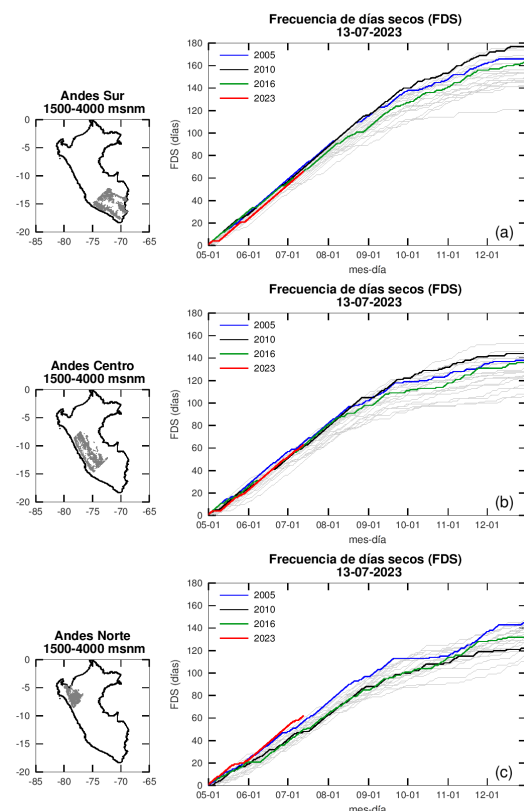 Frecuencia de días secos (FDS)
13-07-2023
Andes Sur
1500-4000 msnm
0
-5
-10
-15
-20
-85 -80 -75 -70 -65
FDS (días)
180
160
140
120
100
80
60
40
20
0
2005
2010
2016
2023
(a)
05-01 06-01 07-01 08-01 09-01 10-01 11-01 12-01
mes-día
Frecuencia de días secos (FDS)
13-07-2023
Andes Centro
1500-4000 msnm
0
-5
-10
-15
-20
-85 -80 -75 -70 -65
FDS (días)
180
160
140
120
100
80
60
40
20
0
2005
2010
2016
2023
(b)
05-01 06-01 07-01 08-01 09-01 10-01 11-01 12-01
mes-día
Frecuencia de días secos (FDS)
13-07-2023
Andes Norte
1500-4000 msnm
0
-5
-10
-15
-20
-85 -80 -75 -70 -65
FDS (días)
180
160
140
120
100
80
60
40
20
0
2005
2010
2016
2023
(c)
05-01 06-01 07-01 08-01 09-01 10-01 11-01 12-01
mes-día